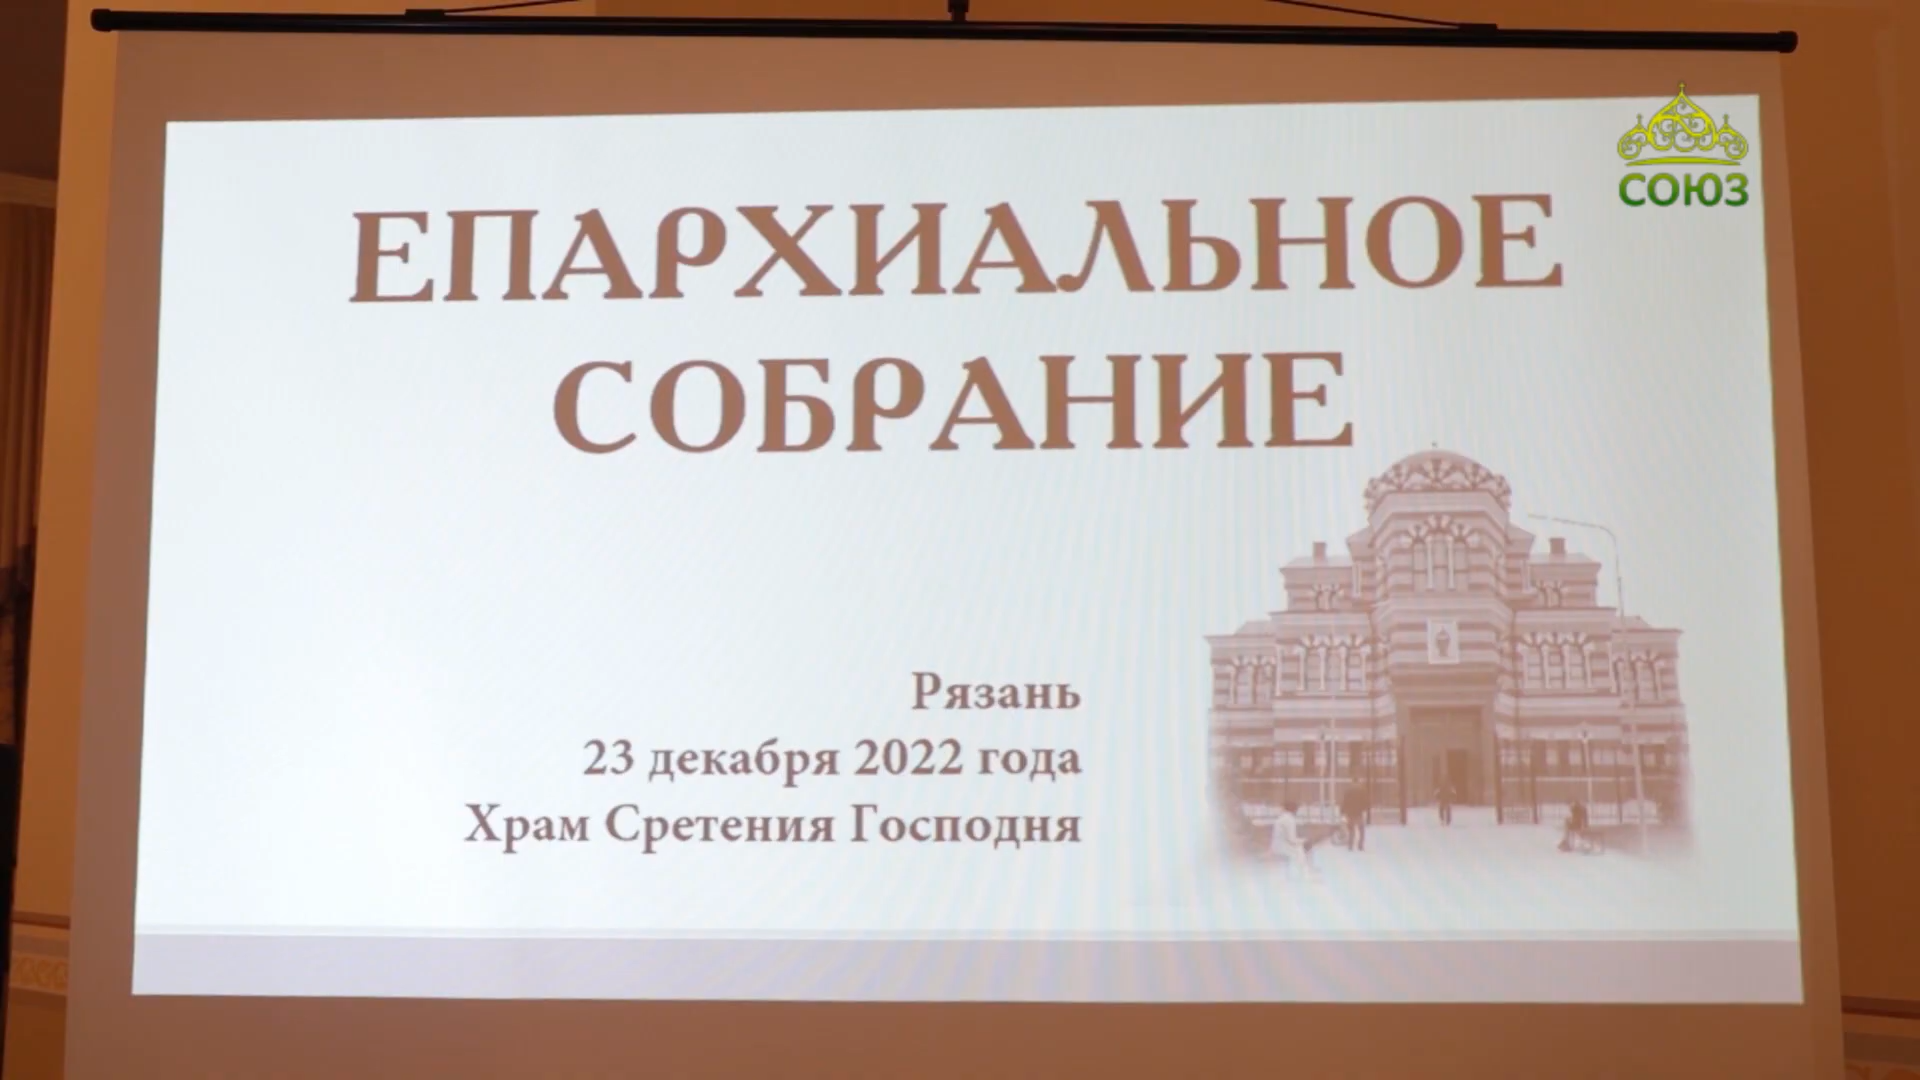 СОЮЗ
ЕПАРХИАЛЬНОЕ
СОБРАНИЕ
Рязань
23 декабря 2022 года
Храм Сретения Господня